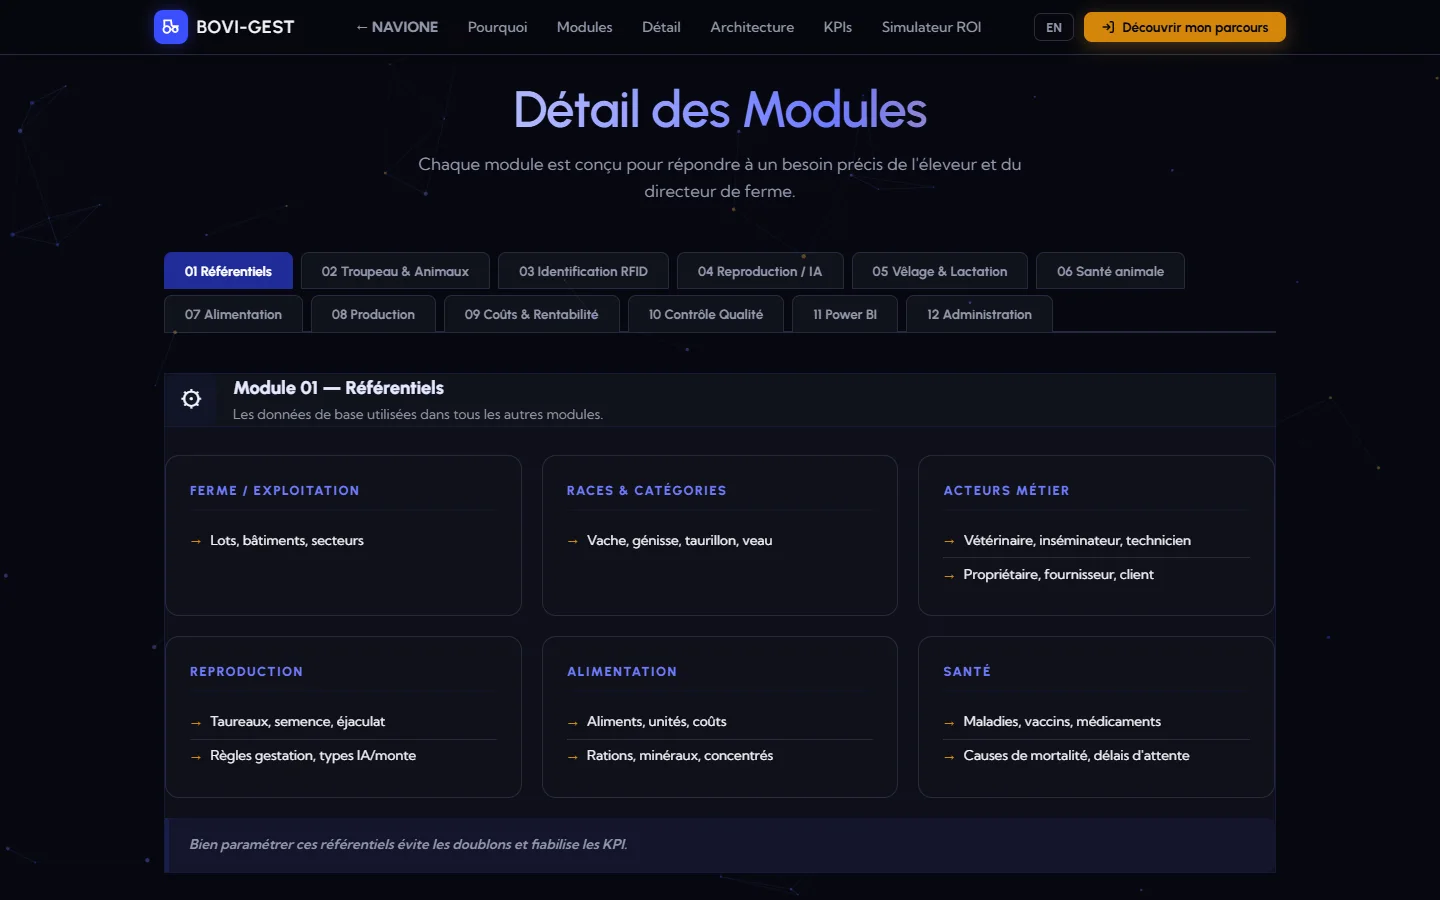 BOVI-GEST
← NAVIONE
Pourquoi
Modules
Détail
Architecture
KPIs
Simulateur ROI
EN
Découvrir mon parcours
Détail des Modules
Chaque module est conçu pour répondre à un besoin précis de l'éleveur et du
directeur de ferme.
01 Référentiels
02 Troupeau & Animaux
03 Identification RFID
04 Reproduction / IA
05 Vêlage & Lactation
06 Santé animale
07 Alimentation
08 Production
09 Coûts & Rentabilité
10 Contrôle Qualité
11 Power BI
12 Administration
Module 01 — Référentiels
Les données de base utilisées dans tous les autres modules.
FERME / EXPLOITATION
→ Lots, bâtiments, secteurs
RACES & CATÉGORIES
→ Vache, génisse, taurillon, veau
ACTEURS MÉTIER
→ Vétérinaire, inséminateur, technicien
→ Propriétaire, fournisseur, client
REPRODUCTION
→ Taureaux, semence, éjaculat
→ Règles gestation, types IA/monte
ALIMENTATION
→ Aliments, unités, coûts
→ Rations, minéraux, concentrés
SANTÉ
→ Maladies, vaccins, médicaments
→ Causes de mortalité, délais d'attente
Bien paramétrer ces référentiels évite les doublons et fiabilise les KPI.